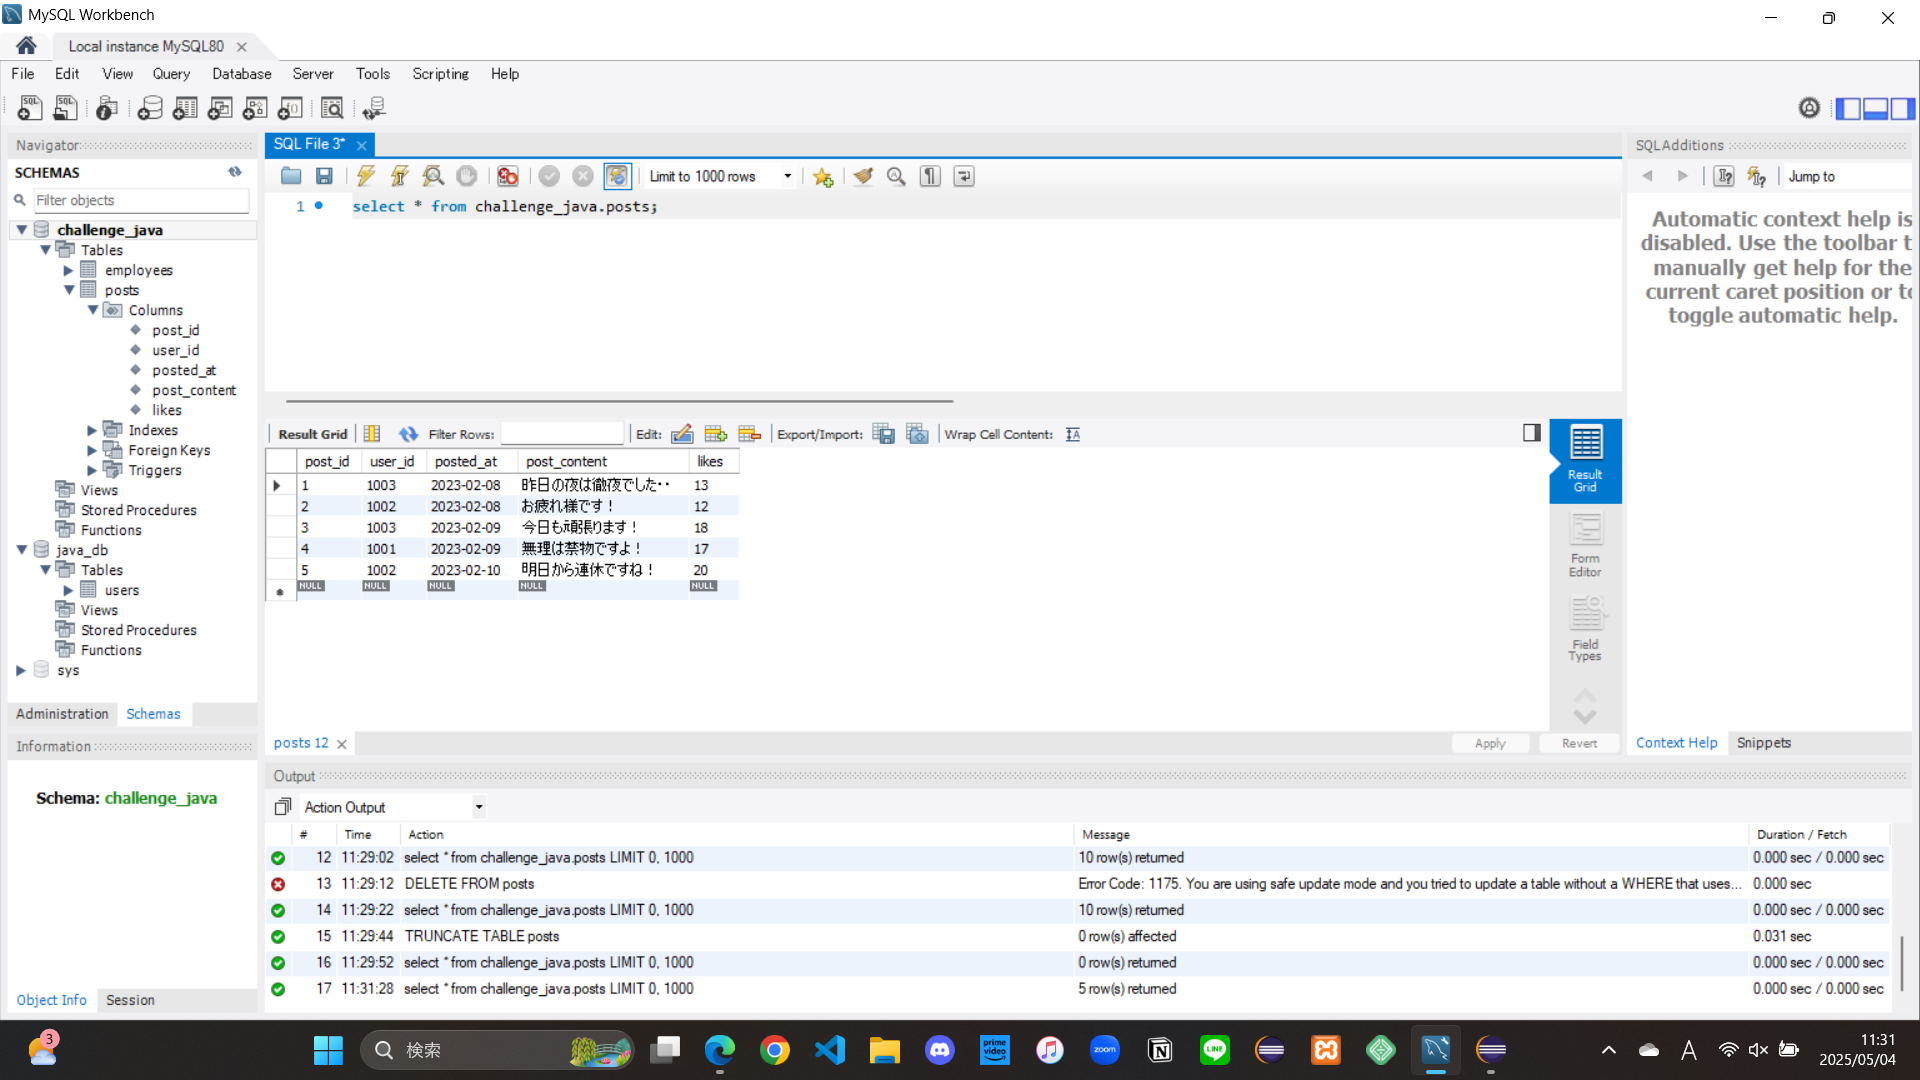 MySQL Workbench
Local instance MySQL80
File Edit View Query Database Server Tools Scripting Help
Navigator
SCHEMAS
Filter objects
challenge_java
Tables
employees
posts
Columns
post_id
user_id
posted_at
post_content
likes
Indexes
Foreign Keys
Triggers
Views
Stored Procedures
Functions
java_db
Tables
users
Views
Stored Procedures
Functions
sys
Administration Schemas
Information
Schema: challenge_java
Object Info Session
SQL File 3*
Limit to 1000 rows
1 select * from challenge_java.posts;
Result Grid Filter Rows: Edit: Export/Import: Wrap Cell Content:
post_id user_id posted_at post_content likes
1 1003 2023-02-08 昨日の夜は徹夜でした・・ 13
2 1002 2023-02-08 お疲れ様です！ 12
3 1003 2023-02-09 今日も頑張ります！ 18
4 1001 2023-02-09 無理は禁物ですよ！ 17
5 1002 2023-02-10 明日から連休ですね！ 20
NULL NULL NULL NULL NULL
Result Grid
Form Editor
Field Types
posts 12
Apply Revert
SQLAdditions
Jump to
Automatic context help is
disabled. Use the toolbar t
manually get help for the
current caret position or to
toggle automatic help.
Context Help Snippets
Output
Action Output
# Time Action Message Duration / Fetch
12 11:29:02 select * from challenge_java.posts LIMIT 0, 1000 10 row(s) returned 0.000 sec / 0.000 sec
13 11:29:12 DELETE FROM posts Error Code: 1175. You are using safe update mode and you tried to update a table without a WHERE that uses... 0.000 sec
14 11:29:22 select * from challenge_java.posts LIMIT 0, 1000 10 row(s) returned 0.000 sec / 0.000 sec
15 11:29:44 TRUNCATE TABLE posts 0 row(s) affected 0.031 sec
16 11:29:52 select * from challenge_java.posts LIMIT 0, 1000 0 row(s) returned 0.000 sec / 0.000 sec
17 11:31:28 select * from challenge_java.posts LIMIT 0, 1000 5 row(s) returned 0.000 sec / 0.000 sec
3
検索
prime video
zoom
LINE
A
11:31
2025/05/04